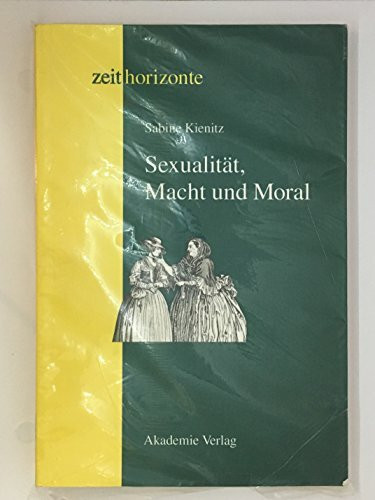 zeithorizonte
Sabine Kienitz
Sexualität,
Macht und Moral
Akademie Verlag